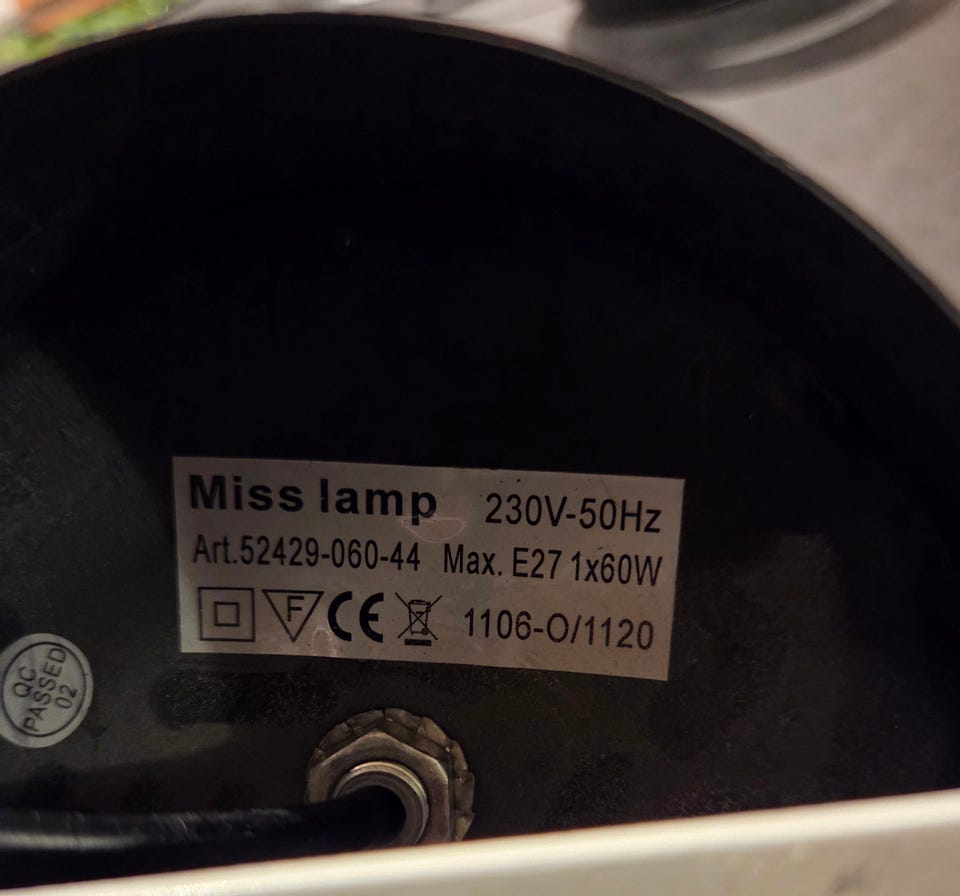 Miss lamp 230V-50Hz
Art.52429-060-44 Max. E27 1x60W
F CE 1106-O/1120
QC
PASSED
02